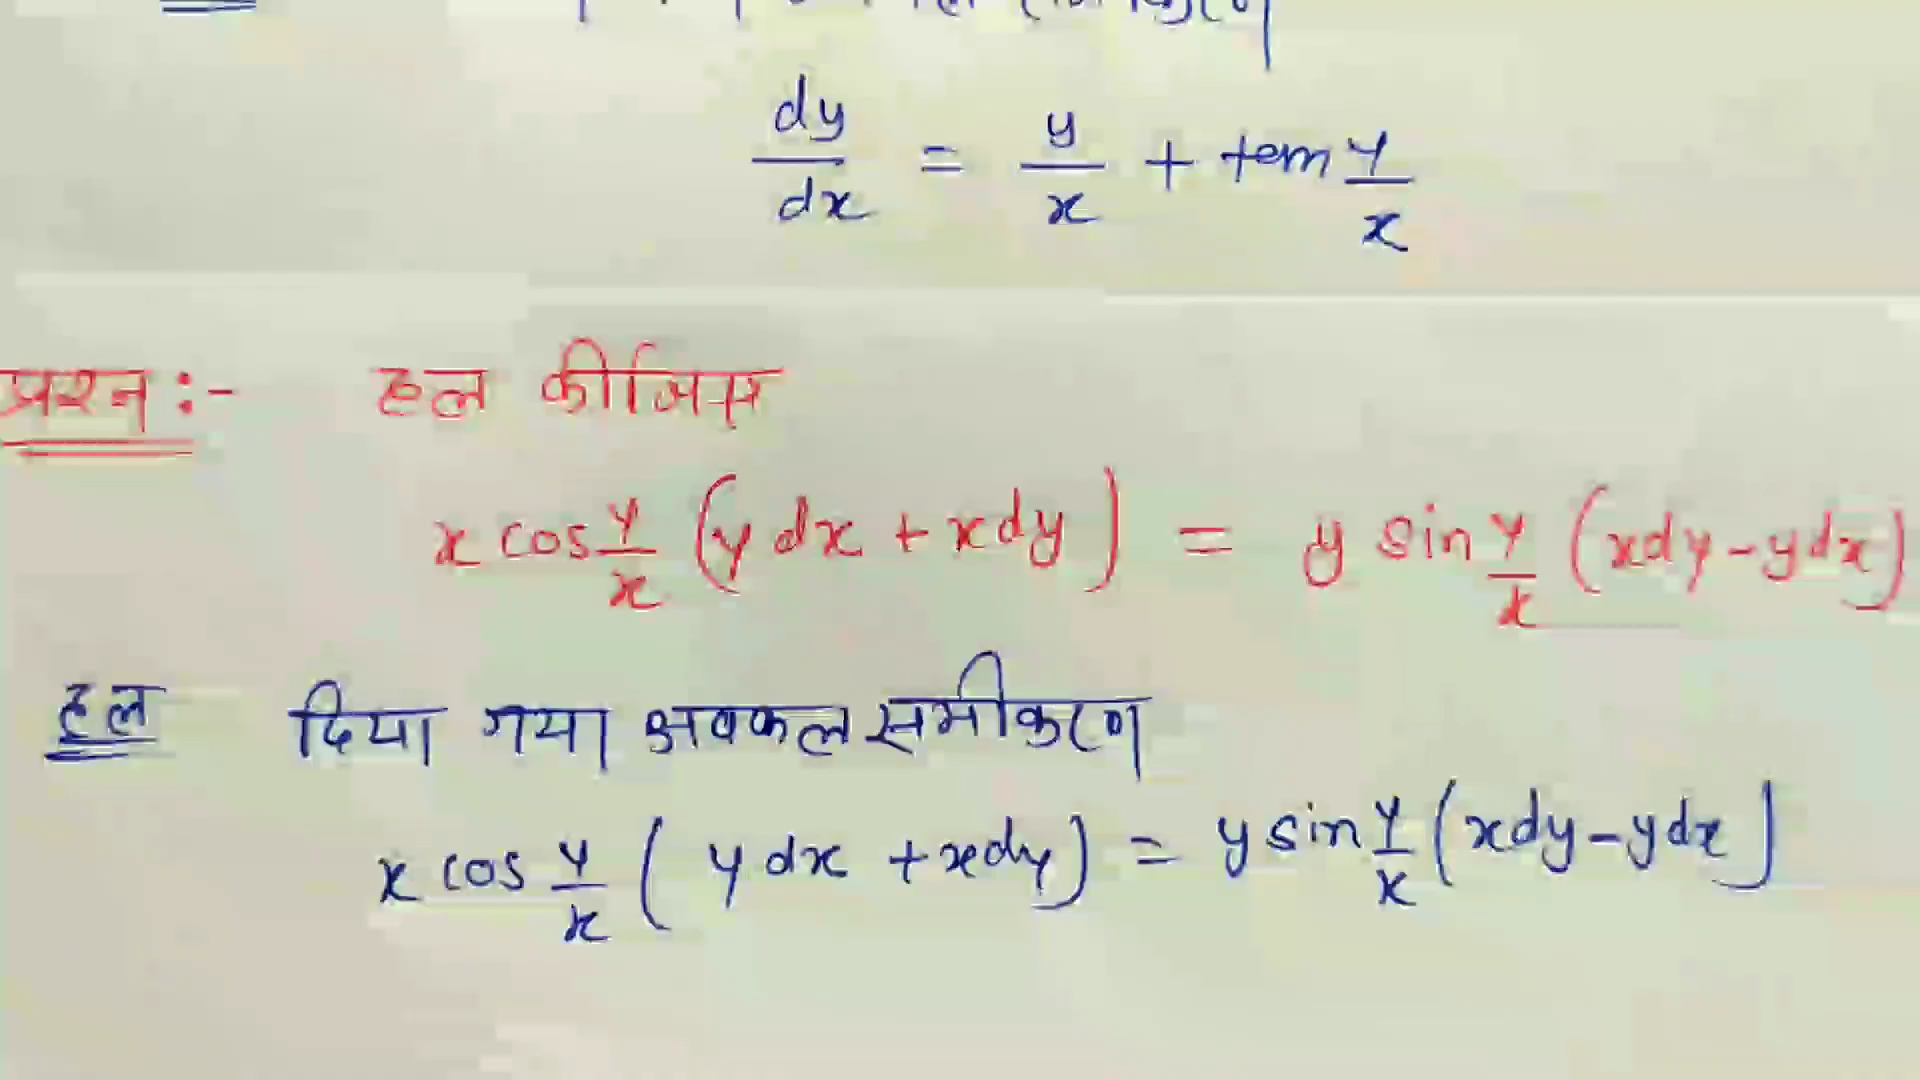 dy/dx = y/x + tan y/x
प्रश्न :- हल कीजिए
x cos y/x (y dx + x dy) = y sin y/x (x dy - y dx)
हल दिया गया अवकल समीकरण
x cos y/x ( y dx + x dy) = y sin y/x (x dy - y dx)